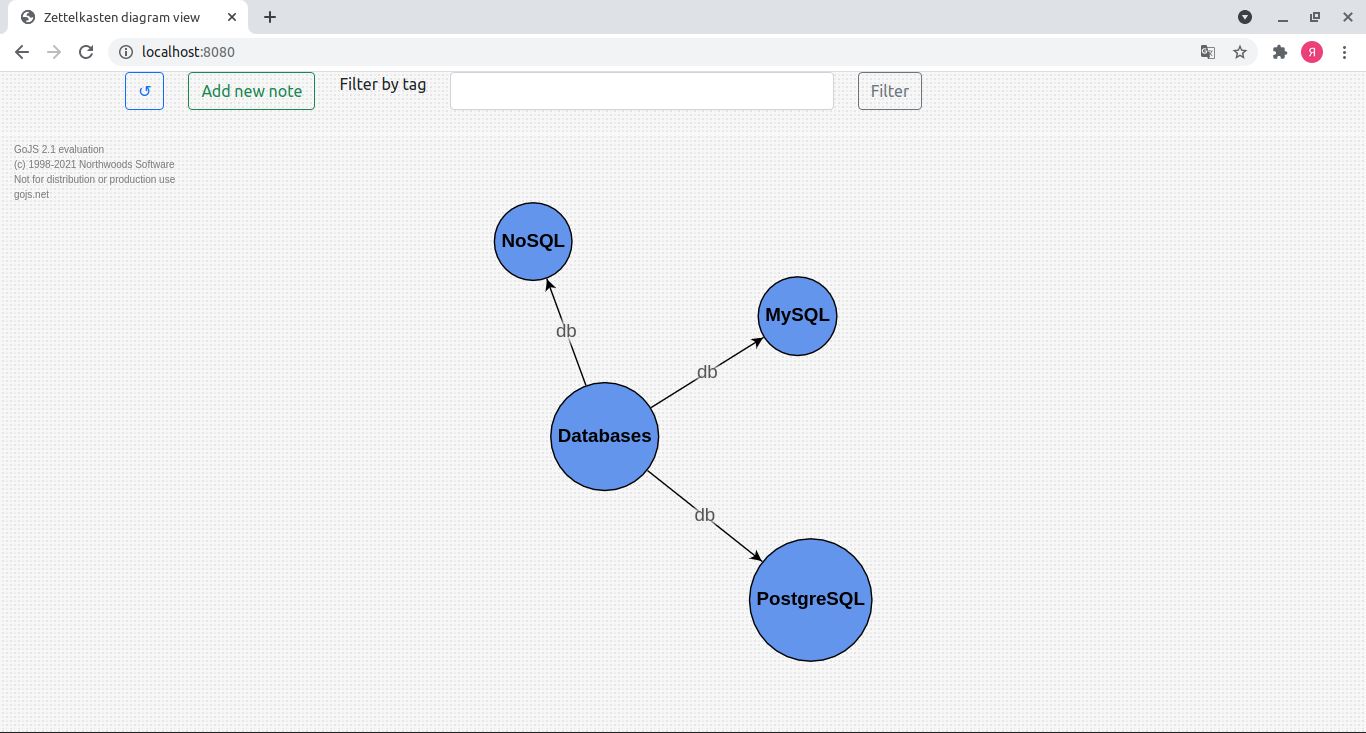 Zettelkasten diagram view
localhost:8080
Я
↺
Add new note
Filter by tag
Filter
GoJS 2.1 evaluation
(c) 1998-2021 Northwoods Software
Not for distribution or production use
gojs.net
NoSQL
MySQL
db
db
Databases
db
PostgreSQL